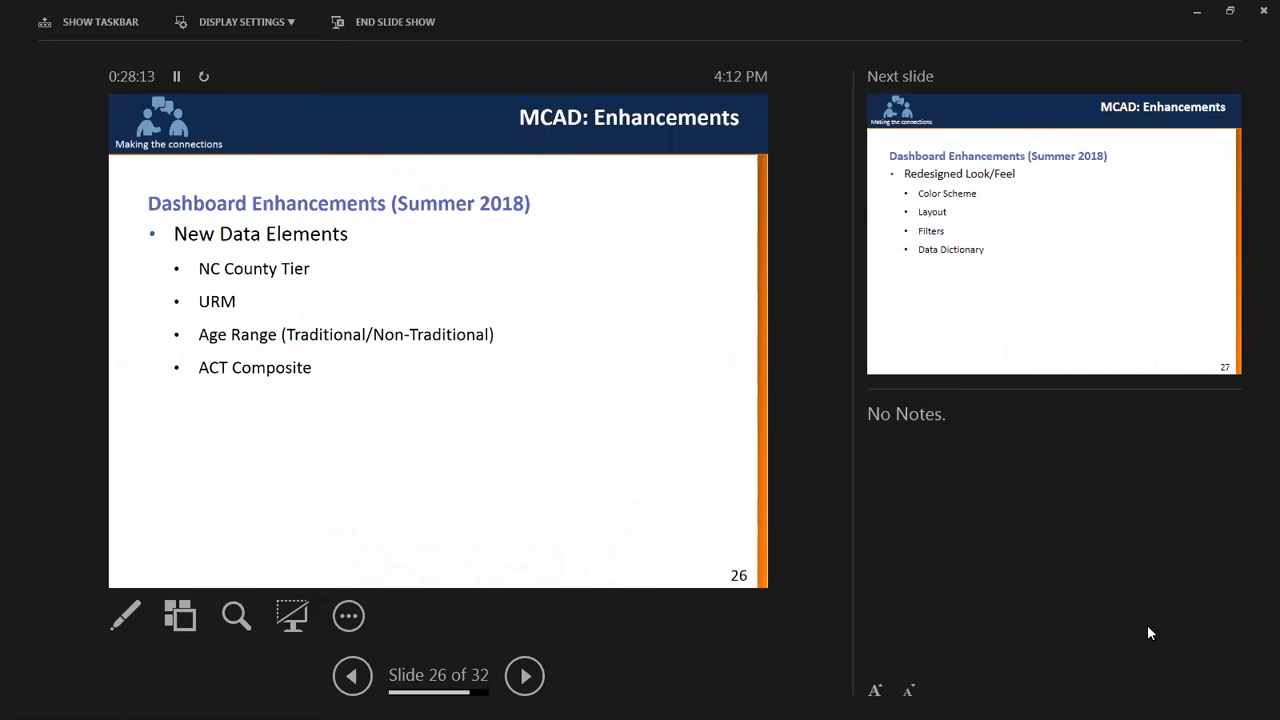 SHOW TASKBAR
DISPLAY SETTINGS ▼
END SLIDE SHOW
0:28:13
4:12 PM
Making the connections
MCAD: Enhancements
Dashboard Enhancements (Summer 2018)
• New Data Elements
• NC County Tier
• URM
• Age Range (Traditional/Non-Traditional)
• ACT Composite
26
Slide 26 of 32
Next slide
Making the connections
MCAD: Enhancements
Dashboard Enhancements (Summer 2018)
• Redesigned Look/Feel
• Color Scheme
• Layout
• Filters
• Data Dictionary
27
No Notes.
A A